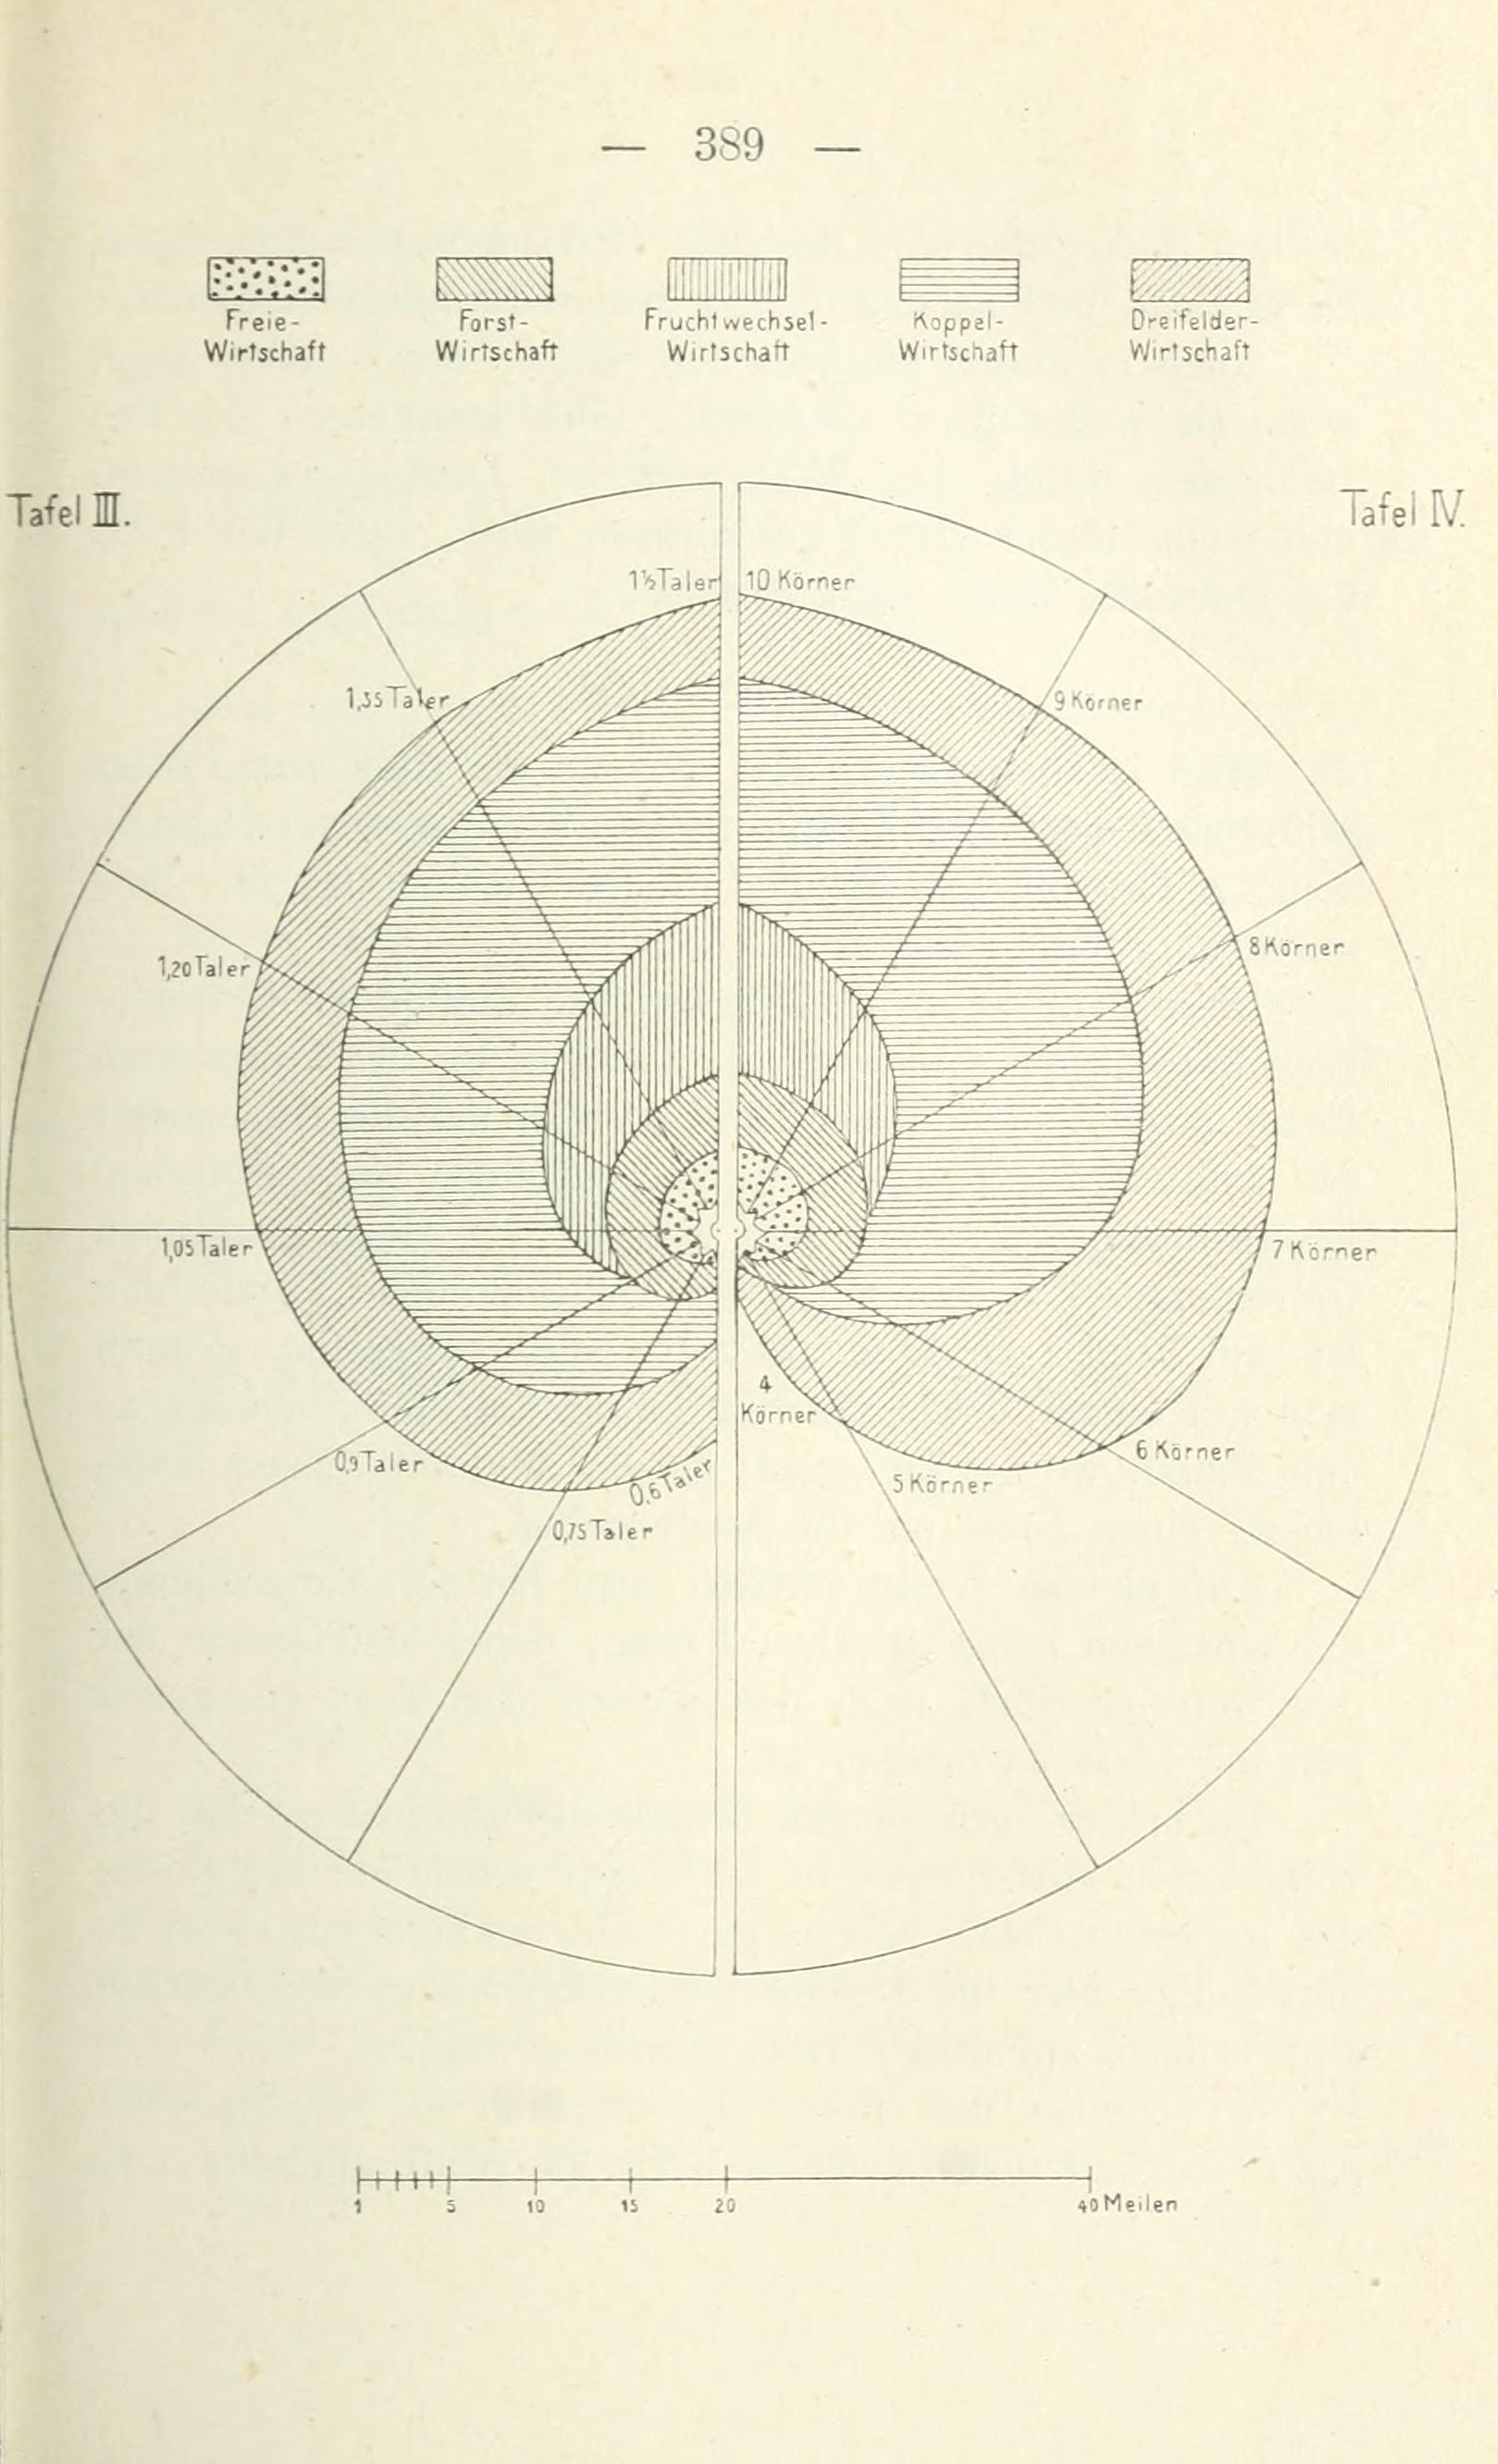 — 389 —
Freie-
Wirtschaft
Forst-
Wirtschaft
Fruchtwechsel-
Wirtschaft
Koppel-
Wirtschaft
Dreifelder-
Wirtschaft
Tafel III.
Tafel IV.
1½ Taler
10 Körner
1,35 Taler
9 Körner
1,20 Taler
8 Körner
1,05 Taler
7 Körner
4
Körner
0,9 Taler
0,6 Taler
6 Körner
5 Körner
0,75 Taler
1 5 10 15 20 40 Meilen